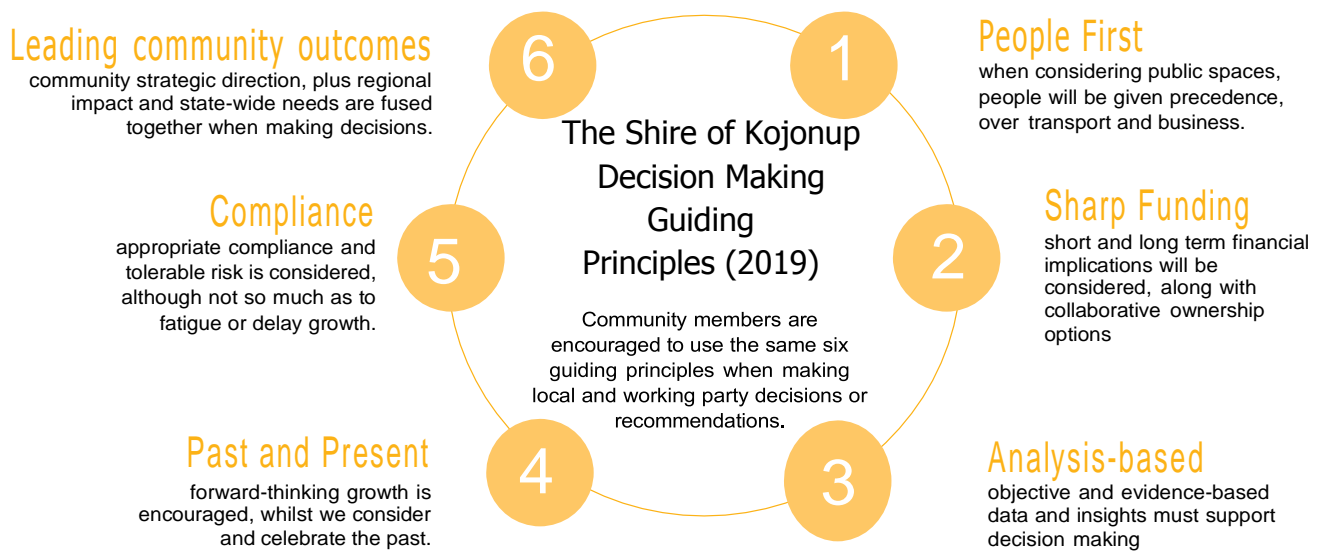 The Shire of Kojonup
Decision Making
Guiding
Principles (2019)
Community members are
encouraged to use the same six
guiding principles when making
local and working party decisions or
recommendations.
1
People First
when considering public spaces,
people will be given precedence,
over transport and business.
2
Sharp Funding
short and long term financial
implications will be
considered, along with
collaborative ownership
options
3
Analysis-based
objective and evidence-based
data and insights must support
decision making
4
Past and Present
forward-thinking growth is
encouraged, whilst we consider
and celebrate the past.
5
Compliance
appropriate compliance and
tolerable risk is considered,
although not so much as to
fatigue or delay growth.
6
Leading community outcomes
community strategic direction, plus regional
impact and state-wide needs are fused
together when making decisions.